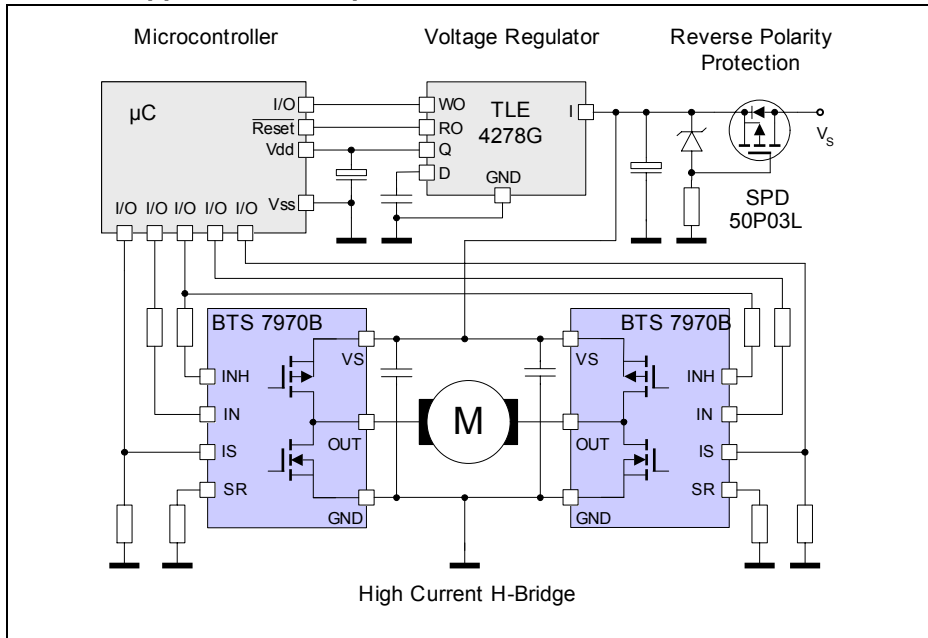 Microcontroller
Voltage Regulator
Reverse Polarity
Protection
µC
I/O
Reset
Vdd
Vss
I/O I/O I/O I/O I/O
WO
RO
Q
D
TLE
4278G
GND
I
V_S
SPD
50P03L
BTS 7970B
INH
IN
IS
SR
VS
OUT
GND
M
BTS 7970B
VS
OUT
GND
INH
IN
IS
SR
High Current H-Bridge